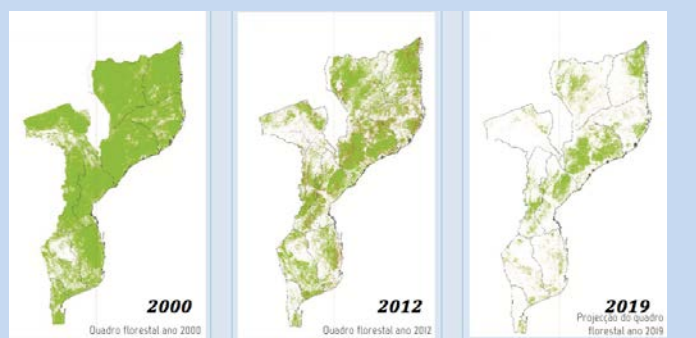 2000
Quadro florestal ano 2000
2012
Quadro florestal ano 2012
2019
Projecção do quadro
florestal ano 2019